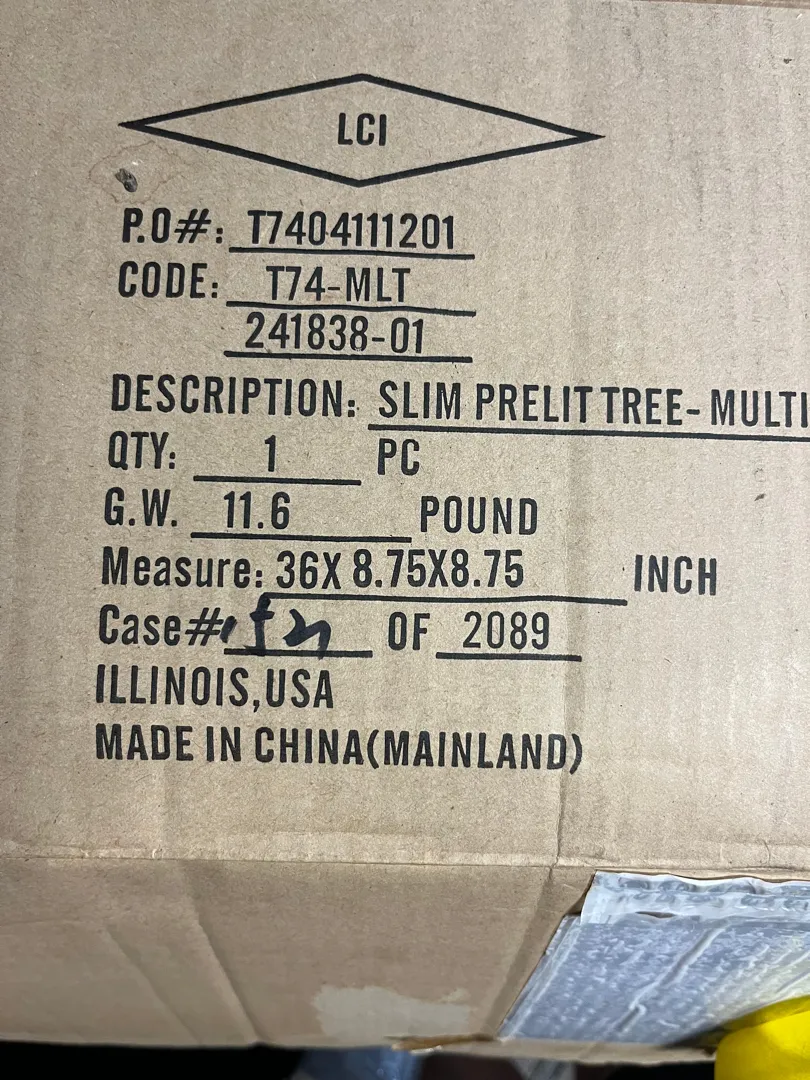 LCI
P.O#: T7404111201
CODE: T74-MLT
241838-01
DESCRIPTION: SLIM PRELIT TREE- MULTI
QTY: 1 PC
G.W. 11.6 POUND
Measure: 36X 8.75X8.75 INCH
Case# OF 2089
ILLINOIS,USA
MADE IN CHINA(MAINLAND)